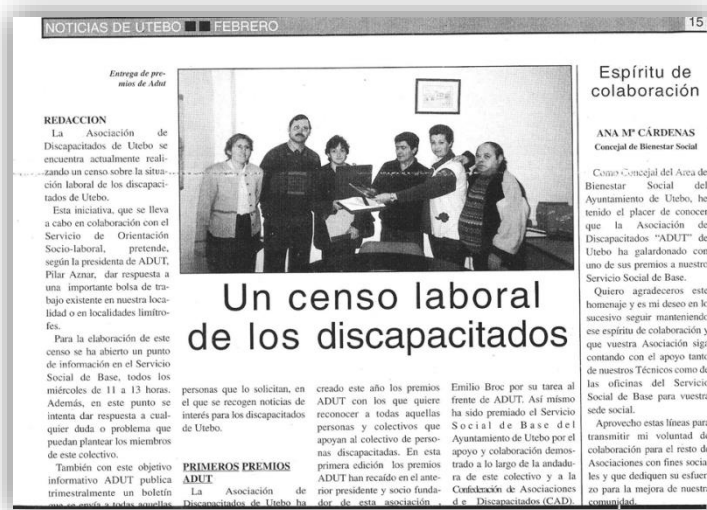 NOTICIAS DE UTEBO FEBRERO
15
Entrega de pre-
mios de Adut
REDACCION
La Asociación de
Discapacitados de Utebo se
encuentra actualmente reali-
zando un censo sobre la situa-
ción laboral de los discapaci-
tados de Utebo.
Esta iniciativa, que se lleva
a cabo en colaboración con el
Servicio de Orientación
Socio-laboral, pretende,
según la presidenta de ADUT,
Pilar Aznar, dar respuesta a
una importante bolsa de tra-
bajo existente en nuestra loca-
lidad o en localidades limítro-
fes.
Para la elaboración de este
censo se ha abierto un punto
de información en el Servicio
Social de Base, todos los
miércoles de 11 a 13 horas.
Además, en este punto se
intenta dar respuesta a cual-
quier duda o problema que
puedan plantear los miembros
de este colectivo.
También con este objetivo
informativo ADUT publica
trimestralmente un boletín
que se envía a todas aquellas
Un censo laboral
de los discapacitados
personas que lo solicitan, en
el que se recogen noticias de
interés para los discapacitados
de Utebo.
PRIMEROS PREMIOS
ADUT
La Asociación de
Discapacitados de Utebo ha
creado este año los premios
ADUT con los que quiere
reconocer a todas aquellas
personas y colectivos que
apoyan al colectivo de perso-
nas discapacitadas. En esta
primera edición los premios
ADUT han recaído en el ante-
rior presidente y socio funda-
dor de esta asociación ,
Emilio Broc por su tarea al
frente de ADUT. Así mismo
ha sido premiado el Servicio
Social de Base del
Ayuntamiento de Utebo por el
apoyo y colaboración demos-
trado a lo largo de la andadu-
ra de este colectivo y a la
Confederación de Asociaciones
de Discapacitados (CAD).
Espíritu de
colaboración
ANA Mª CÁRDENAS
Concejal de Bienestar Social
Como Concejal del Area de
Bienestar Social del
Ayuntamiento de Utebo, he
tenido el placer de conocer
que la Asociación de
Discapacitados "ADUT" de
Utebo ha galardonado con
uno de sus premios a nuestro
Servicio Social de Base.
Quiero agradeceros este
homenaje y es mi deseo en lo
sucesivo seguir manteniendo
ese espíritu de colaboración y
que vuestra Asociación siga
contando con el apoyo tanto
de nuestros Técnicos como de
las oficinas del Servicio
Social de Base para vuestra
sede social.
Aprovecho estas líneas para
transmitir mi voluntad de
colaboración para el resto de
Asociaciones con fines socia-
les y que dediquen su esfuer-
zo para la mejora de nuestra
comunidad.